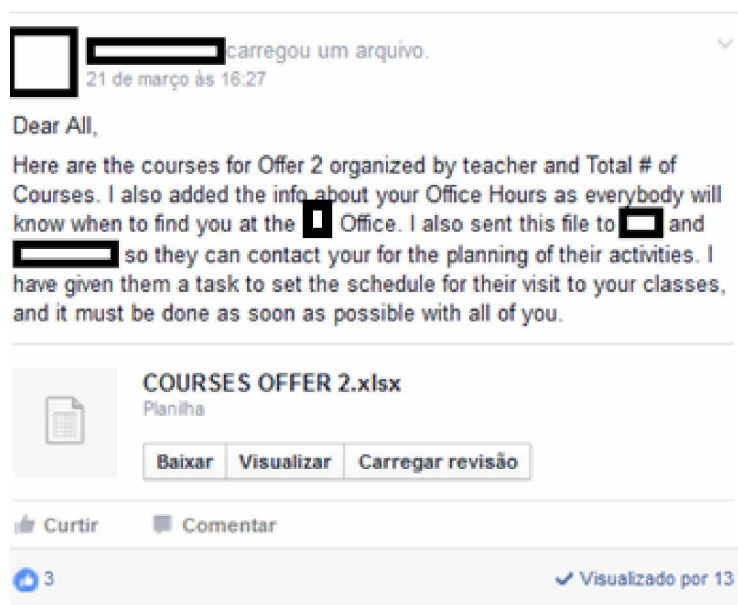 carregou um arquivo.
21 de março às 16:27
Dear All,
Here are the courses for Offer 2 organized by teacher and Total # of
Courses. I also added the info about your Office Hours as everybody will
know when to find you at the Office. I also sent this file to and
so they can contact your for the planning of their activities. I
have given them a task to set the schedule for their visit to your classes,
and it must be done as soon as possible with all of you.
COURSES OFFER 2.xlsx
Planilha
Baixar Visualizar Carregar revisão
Curtir Comentar
3 Visualizado por 13